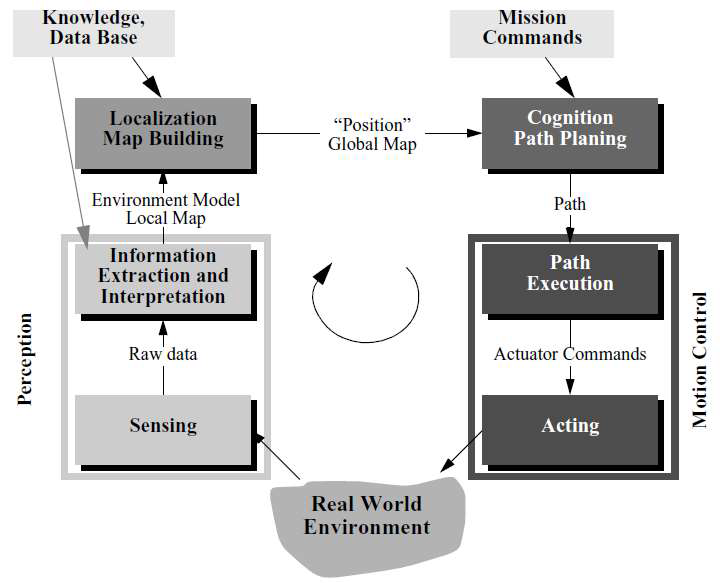 Knowledge,
Data Base
Mission
Commands
Localization
Map Building
“Position”
Global Map
Cognition
Path Planing
Environment Model
Local Map
Path
Information
Extraction and
Interpretation
Path
Execution
Raw data
Actuator Commands
Perception
Motion Control
Sensing
Acting
Real World
Environment